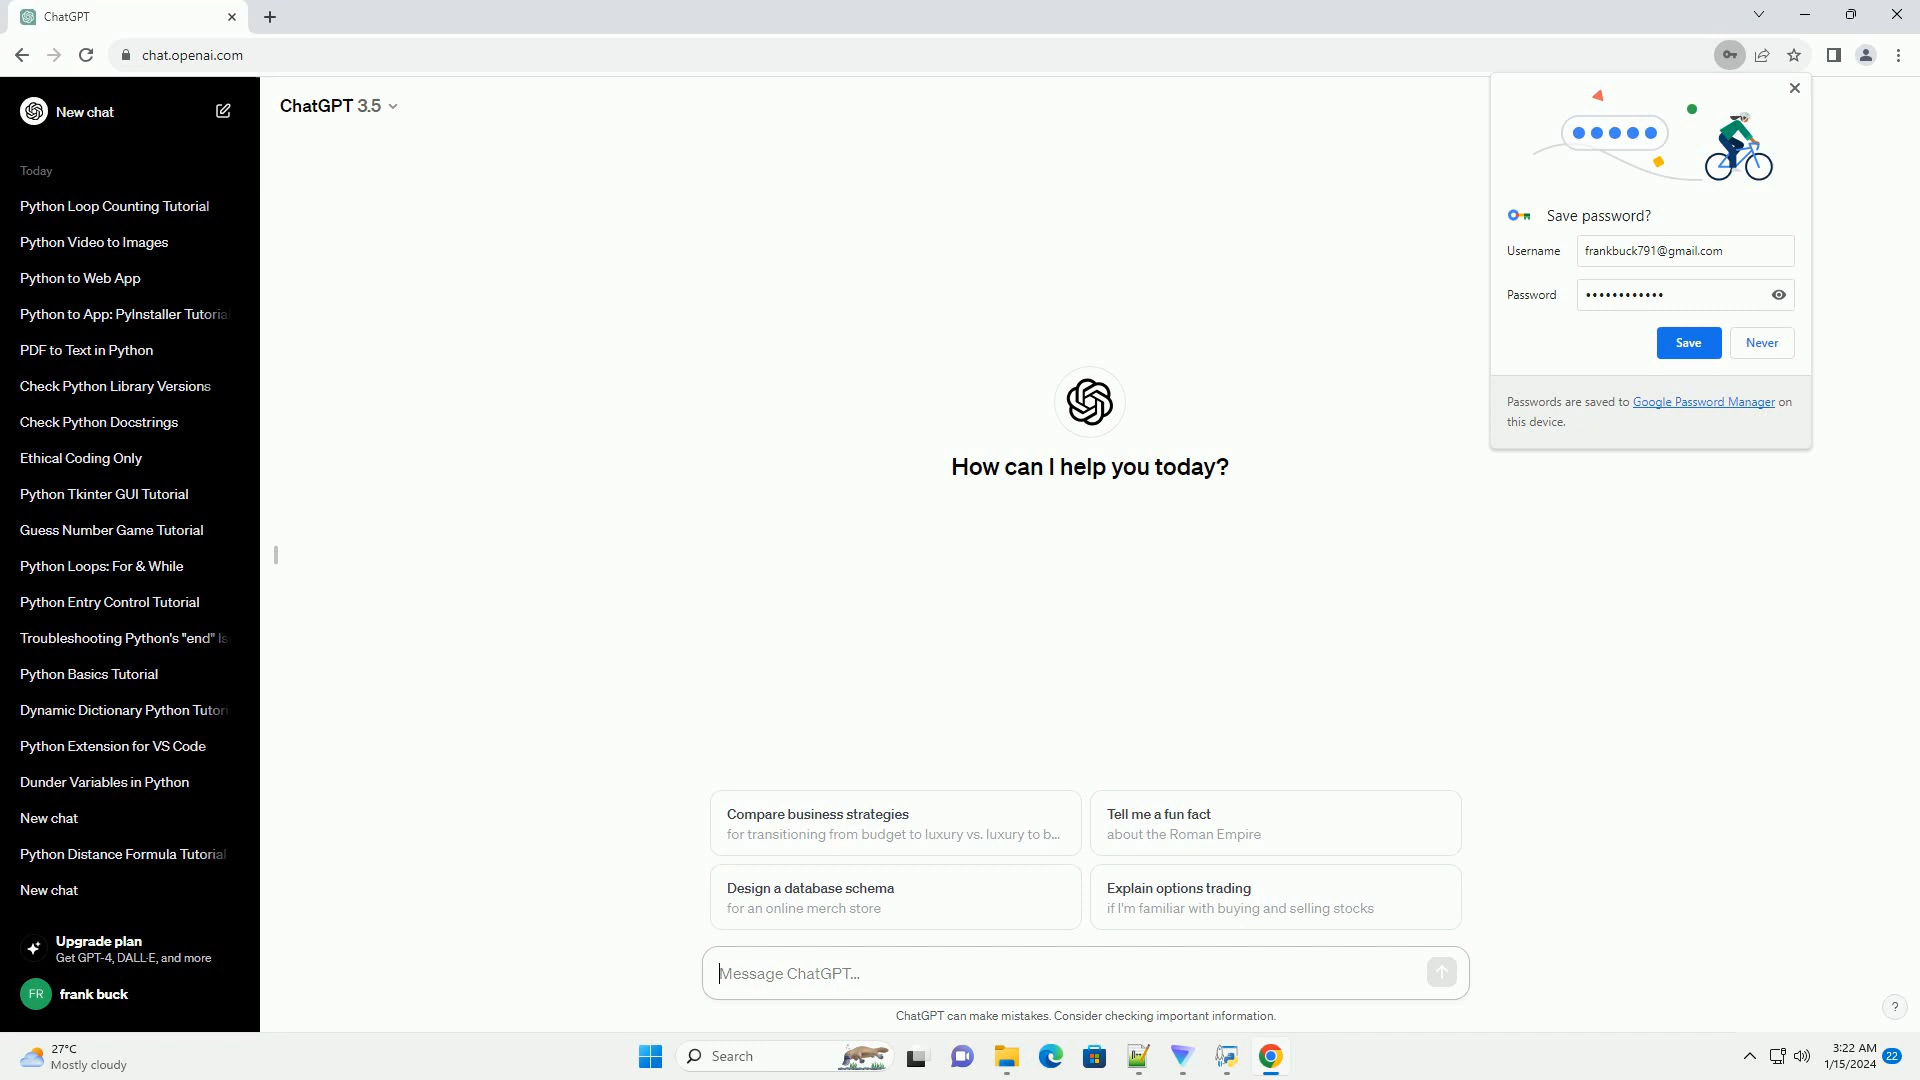 ChatGPT
chat.openai.com
New chat
Today
Python Loop Counting Tutorial
Python Video to Images
Python to Web App
Python to App: PyInstaller Tutoria
PDF to Text in Python
Check Python Library Versions
Check Python Docstrings
Ethical Coding Only
Python Tkinter GUI Tutorial
Guess Number Game Tutorial
Python Loops: For & While
Python Entry Control Tutorial
Troubleshooting Python's "end" Is
Python Basics Tutorial
Dynamic Dictionary Python Tutori
Python Extension for VS Code
Dunder Variables in Python
New chat
Python Distance Formula Tutorial
New chat
Upgrade plan
Get GPT-4, DALL·E, and more
FR frank buck
ChatGPT 3.5
How can I help you today?
Compare business strategies
for transitioning from budget to luxury vs. luxury to b...
Tell me a fun fact
about the Roman Empire
Design a database schema
for an online merch store
Explain options trading
if I'm familiar with buying and selling stocks
Message ChatGPT...
ChatGPT can make mistakes. Consider checking important information.
?
Save password?
Username frankbuck791@gmail.com
Password ••••••••••••
Save Never
Passwords are saved to Google Password Manager on
this device.
27°C
Mostly cloudy
Search
3:22 AM
1/15/2024
22